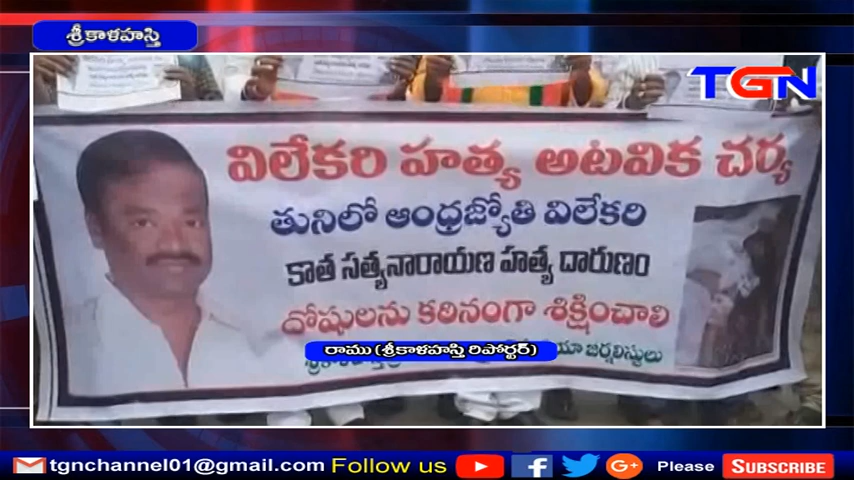 శ్రీకాళహస్తి
TGN
విలేకరి హత్య అటవిక చర్య
తునిలో ఆంధ్రజ్యోతి విలేకరి
కాత సత్యనారాయణ హత్య దారుణం
దోషులను కఠినంగా శిక్షించాలి
రాము (శ్రీకాళహస్తి రిపోర్టర్)
జర్నలిస్టులు
tgnchannel01@gmail.com Follow us Please SUBSCRIBE